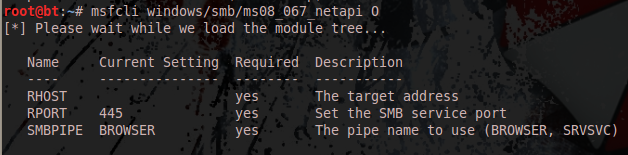 root@bt:~# msfcli windows/smb/ms08_067_netapi O
[*] Please wait while we load the module tree...
Name Current Setting Required Description
---- --------------- -------- -----------
RHOST yes The target address
RPORT 445 yes Set the SMB service port
SMBPIPE BROWSER yes The pipe name to use (BROWSER, SRVSVC)